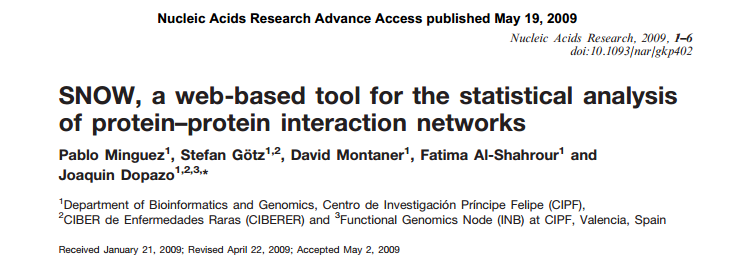 Nucleic Acids Research Advance Access published May 19, 2009
Nucleic Acids Research, 2009, 1–6
doi:10.1093/nar/gkp402
SNOW, a web-based tool for the statistical analysis
of protein–protein interaction networks
Pablo Minguez¹, Stefan Götz¹,², David Montaner¹, Fatima Al-Shahrour¹ and
Joaquin Dopazo¹,²,³,*
¹Department of Bioinformatics and Genomics, Centro de Investigación Príncipe Felipe (CIPF),
²CIBER de Enfermedades Raras (CIBERER) and ³Functional Genomics Node (INB) at CIPF, Valencia, Spain
Received January 21, 2009; Revised April 22, 2009; Accepted May 2, 2009